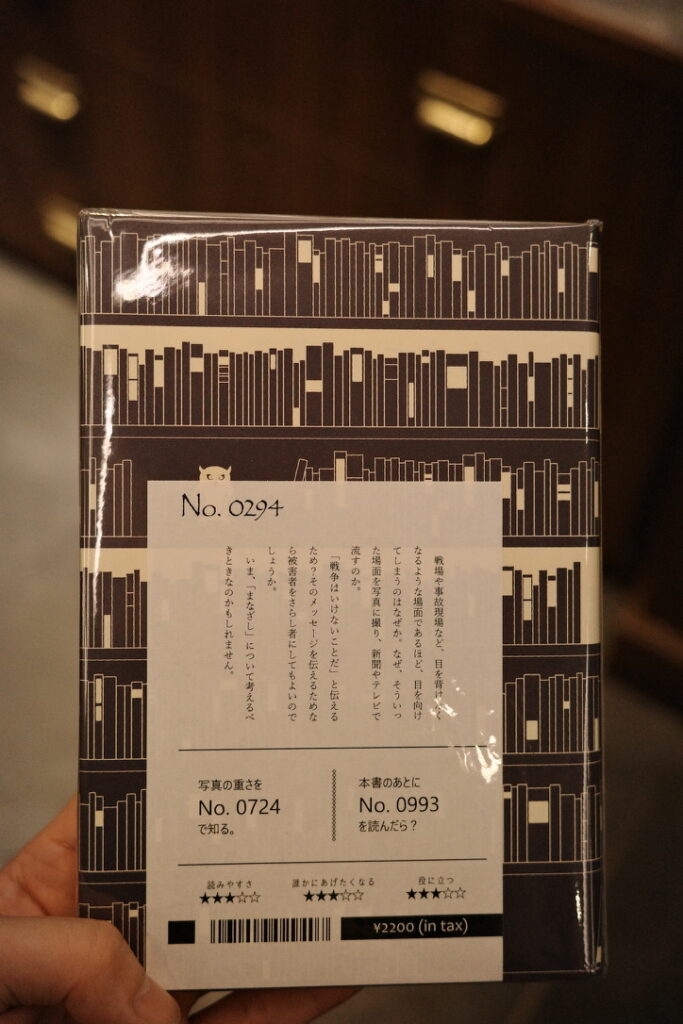 No. 0294
戦場や事故現場など、目を背けたく
なるような場面であるほど、目を向け
てしまうのはなぜか。なぜ、そういっ
た場面を写真に撮り、新聞やテレビで
流すのか。
「戦争はいけないことだ」と伝える
ため？そのメッセージを伝えるためな
ら被害者をさらし者にしてもよいので
しょうか。
いま、「まなざし」について考えるべ
きときなのかもしれません。
写真の重さを
No. 0724
で知る。
本書のあとに
No. 0993
を読んだら？
読みやすさ
★★★☆☆
誰かにあげたくなる
★★★☆☆
役に立つ
★★★☆☆
¥2200 (in tax)